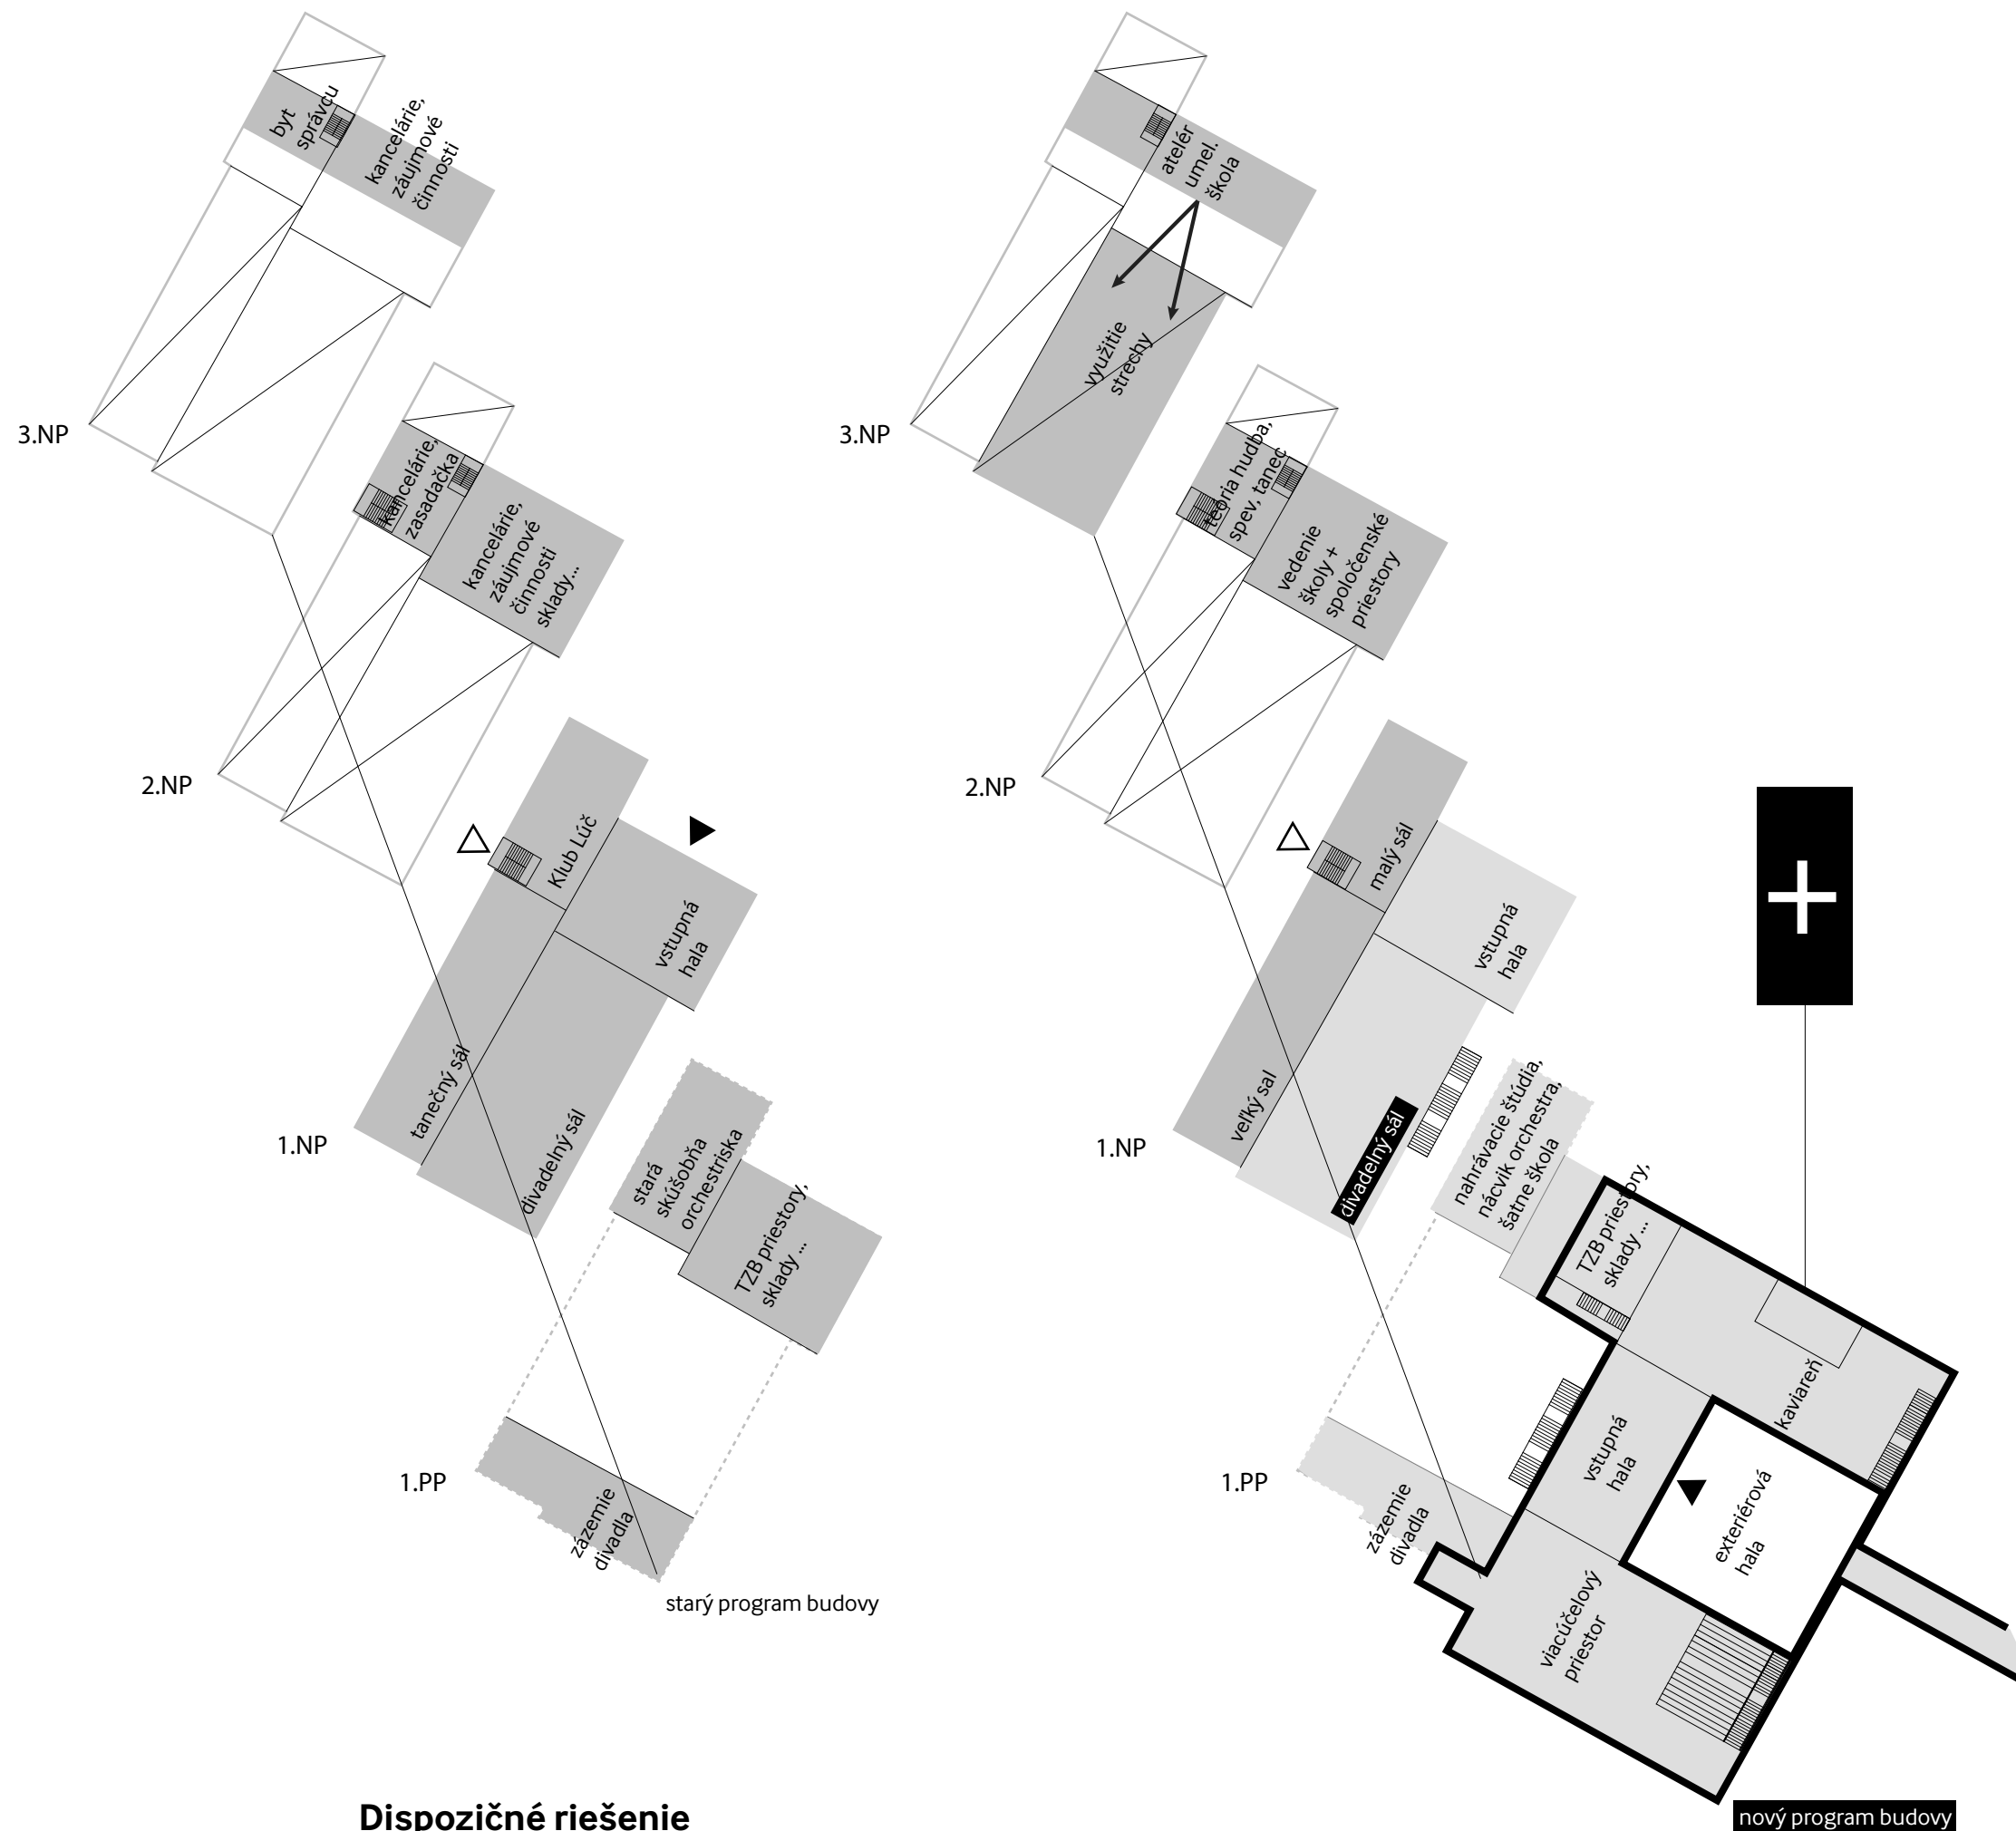 byt
správcu
kancelárie,
záujmové
činnosti
3.NP
kancelárie,
zasadačka
kancelárie,
záujmové
činnosti
sklady...
2.NP
Klub Lúč
vstupná
hala
tanečný sál
divadelný sál
1.NP
stará
skúšobňa
orchestriska
TZB priestory,
sklady ...
1.PP
zázemie
divadla
starý program budovy
atelér
umel.
škola
využitie
strechy
3.NP
teória hudba,
spev, tanec
vedenie
školy +
spoločenské
priestory
2.NP
malý sál
vstupná
hala
veľký sal
divadelný sál
1.NP
nahrávacie štúdia,
nácvik orchestra,
šatne škola
TZB priestory,
sklady ...
kaviareň
vstupná
hala
exteriérová
hala
1.PP
zázemie
divadla
viacúčelový
priestor
nový program budovy
Dispozičné riešenie